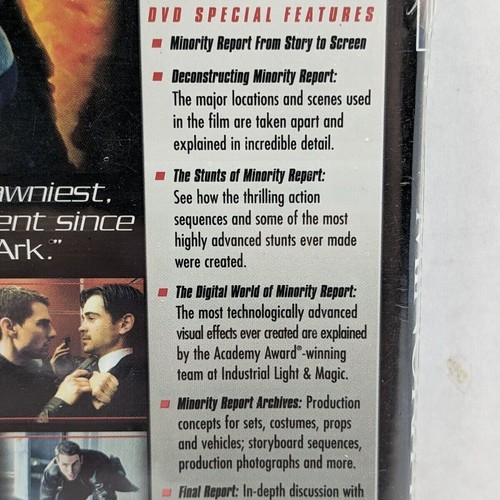 DVD SPECIAL FEATURES
Minority Report From Story to Screen
Deconstructing Minority Report:
The major locations and scenes used
in the film are taken apart and
explained in incredible detail.
The Stunts of Minority Report:
See how the thrilling action
sequences and some of the most
highly advanced stunts ever made
were created.
The Digital World of Minority Report:
The most technologically advanced
visual effects ever created are explained
by the Academy Award®-winning
team at Industrial Light & Magic.
Minority Report Archives: Production
concepts for sets, costumes, props
and vehicles; storyboard sequences,
production photographs and more.
Final Report: In-depth discussion with
awniest,
ent since
Ark."